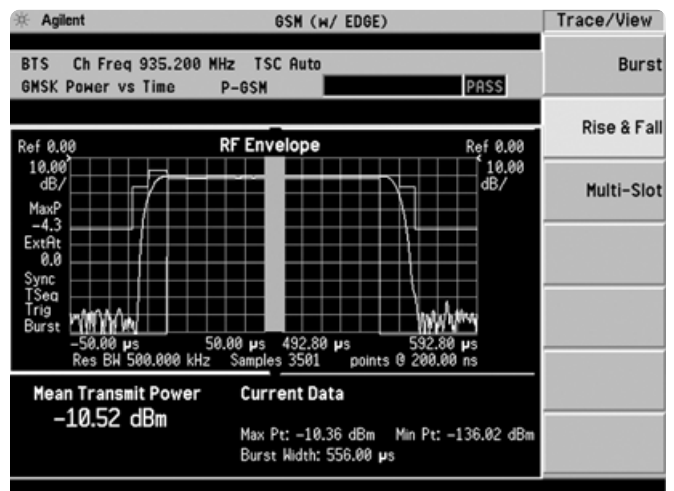 Agilent GSM (w/ EDGE) Trace/View
BTS Ch Freq 935.200 MHz TSC Auto
GMSK Power vs Time P-GSM PASS
Burst
Rise & Fall
Multi-Slot
Ref 0.00 RF Envelope Ref 0.00
10.00 10.00
dB/ dB/
MaxP
-4.3
ExtAt
0.0
Sync
TSeq
Trig
Burst
-50.00 µs 50.00 µs 492.80 µs 592.80 µs
Res BW 500.000 kHz Samples 3501 points @ 200.00 ns
Mean Transmit Power Current Data
-10.52 dBm
Max Pt: -10.36 dBm Min Pt: -136.02 dBm
Burst Width: 556.00 µs